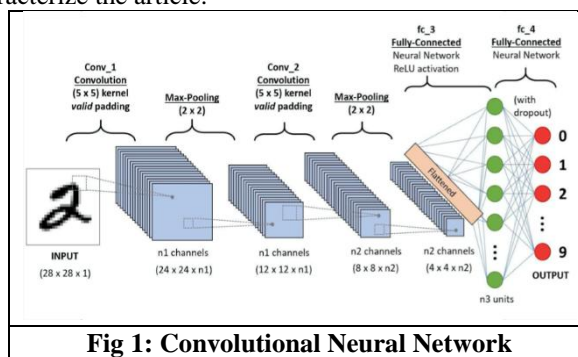 racterize the article.
fc_3
Fully-Connected
Neural Network
ReLU activation
fc_4
Fully-Connected
Neural Network
Conv_1
Convolution
(5 x 5) kernel
valid padding
Max-Pooling
(2 x 2)
Conv_2
Convolution
(5 x 5) kernel
valid padding
Max-Pooling
(2 x 2)
(with
dropout)
Flattened
0
1
2
9
2
INPUT
(28 x 28 x 1)
n1 channels
(24 x 24 x n1)
n1 channels
(12 x 12 x n1)
n2 channels
(8 x 8 x n2)
n2 channels
(4 x 4 x n2)
n3 units
OUTPUT
Fig 1: Convolutional Neural Network